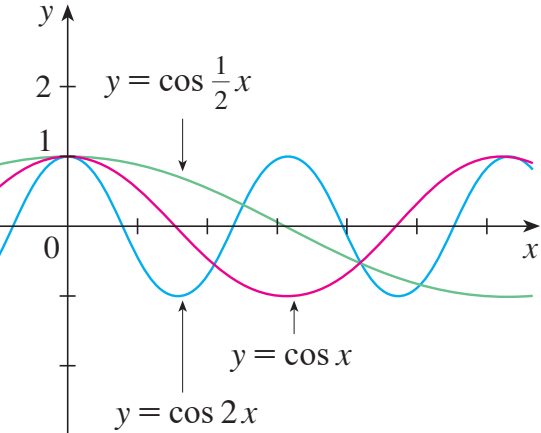 y
2
y = cos 1/2 x
1
0
x
y = cos x
y = cos 2x